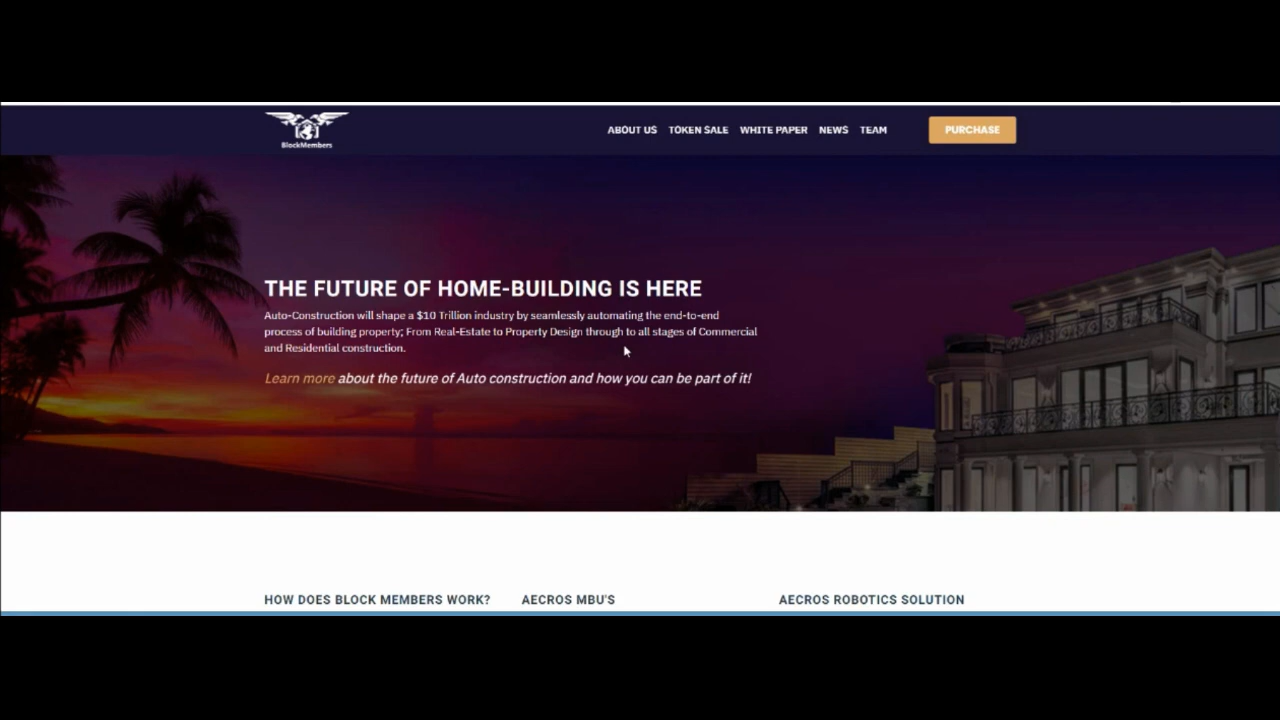 BlockMembers
ABOUT US TOKEN SALE WHITE PAPER NEWS TEAM PURCHASE
THE FUTURE OF HOME-BUILDING IS HERE
Auto-Construction will shape a $10 Trillion industry by seamlessly automating the end-to-end
process of building property; From Real-Estate to Property Design through to all stages of Commercial
and Residential construction.
Learn more about the future of Auto construction and how you can be part of it!
HOW DOES BLOCK MEMBERS WORK? AECROS MBU'S AECROS ROBOTICS SOLUTION